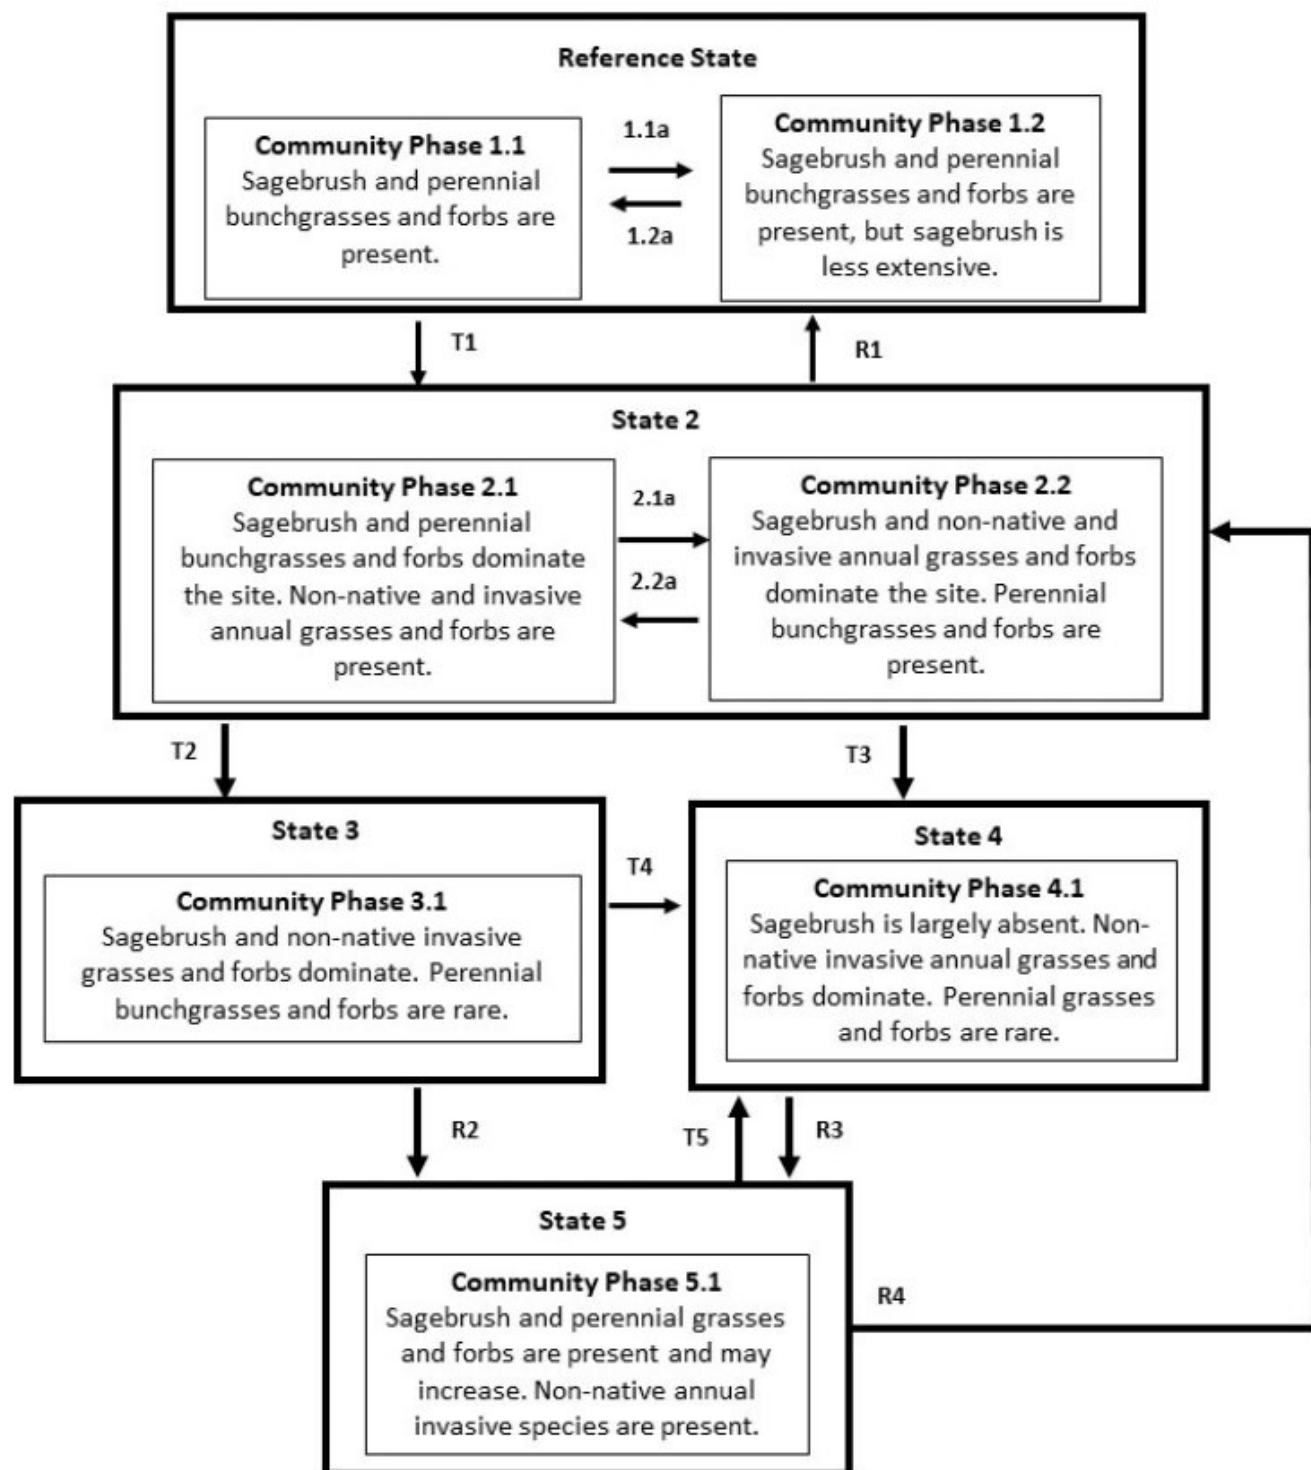 Reference State
Community Phase 1.1
Sagebrush and perennial
bunchgrasses and forbs are
present.
1.1a
1.2a
Community Phase 1.2
Sagebrush and perennial
bunchgrasses and forbs are
present, but sagebrush is
less extensive.
T1
R1
State 2
Community Phase 2.1
Sagebrush and perennial
bunchgrasses and forbs dominate
the site. Non-native and invasive
annual grasses and forbs are
present.
2.1a
2.2a
Community Phase 2.2
Sagebrush and non-native and
invasive annual grasses and forbs
dominate the site. Perennial
bunchgrasses and forbs are
present.
T2
T3
State 3
Community Phase 3.1
Sagebrush and non-native invasive
grasses and forbs dominate. Perennial
bunchgrasses and forbs are rare.
T4
State 4
Community Phase 4.1
Sagebrush is largely absent. Non-
native invasive annual grasses and
forbs dominate. Perennial grasses
and forbs are rare.
R2
T5
R3
State 5
Community Phase 5.1
Sagebrush and perennial grasses
and forbs are present and may
increase. Non-native annual
invasive species are present.
R4